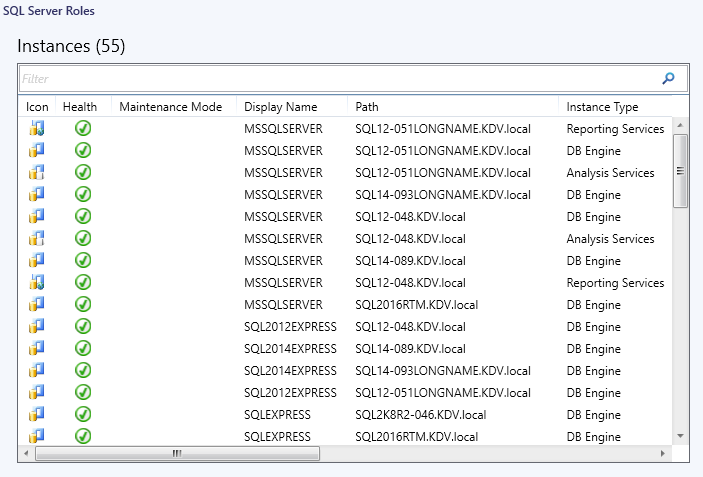 SQL Server Roles
Instances (55)
Filter
Icon Health Maintenance Mode Display Name Path Instance Type
MSSQLSERVER SQL12-051LONGNAME.KDV.local Reporting Services
MSSQLSERVER SQL12-051LONGNAME.KDV.local DB Engine
MSSQLSERVER SQL12-051LONGNAME.KDV.local Analysis Services
MSSQLSERVER SQL14-093LONGNAME.KDV.local DB Engine
MSSQLSERVER SQL12-048.KDV.local DB Engine
MSSQLSERVER SQL12-048.KDV.local Analysis Services
MSSQLSERVER SQL14-089.KDV.local DB Engine
MSSQLSERVER SQL12-048.KDV.local Reporting Services
MSSQLSERVER SQL2016RTM.KDV.local DB Engine
SQL2012EXPRESS SQL12-048.KDV.local DB Engine
SQL2014EXPRESS SQL14-089.KDV.local DB Engine
SQL2014EXPRESS SQL14-093LONGNAME.KDV.local DB Engine
SQL2012EXPRESS SQL12-051LONGNAME.KDV.local DB Engine
SQLEXPRESS SQL2K8R2-046.KDV.local DB Engine
SQLEXPRESS SQL2016RTM.KDV.local DB Engine